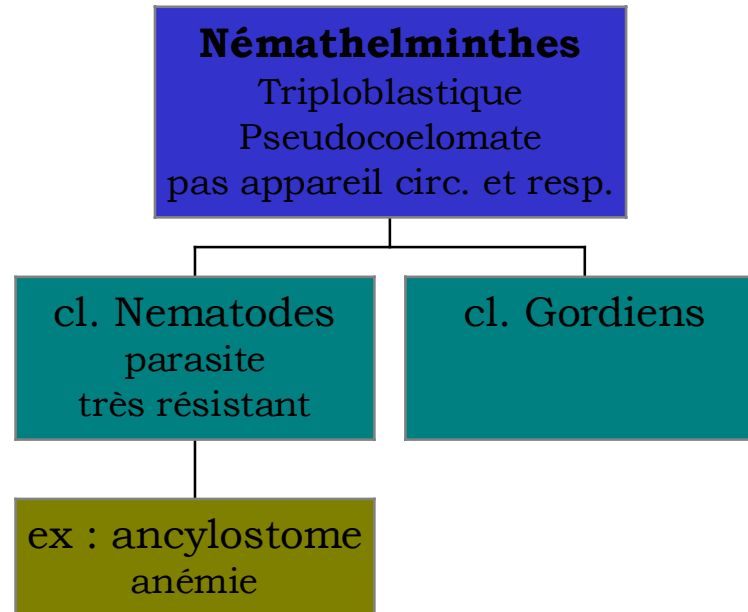 Némathelminthes
Triploblastique
Pseudocoelomate
pas appareil circ. et resp.
cl. Nematodes
parasite
très résistant
cl. Gordiens
ex : ancylostome
anémie